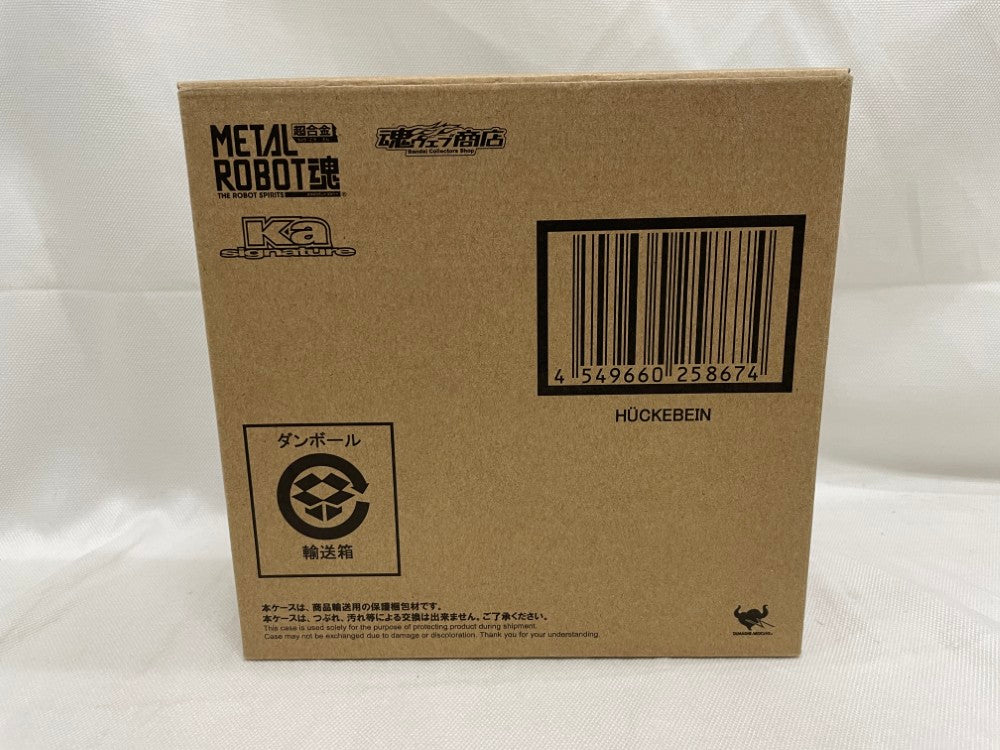 METAL 超合金
ROBOT魂
THE ROBOT SPIRITS
魂ウェブ商店
Bandai Collectors Shop
Ka
signature
4 549660 258674
HÜCKEBEIN
ダンボール
輸送箱
本ケースは、商品輸送用の保護梱包材です。
本ケースは、つぶれ、汚れ等による交換は出来ません。ご了承ください。
This case is used solely for the purpose of protecting product during shipment.
Case may not be exchanged due to damage or discoloration. Thank you for your understanding.
TAMASHII NATIONS